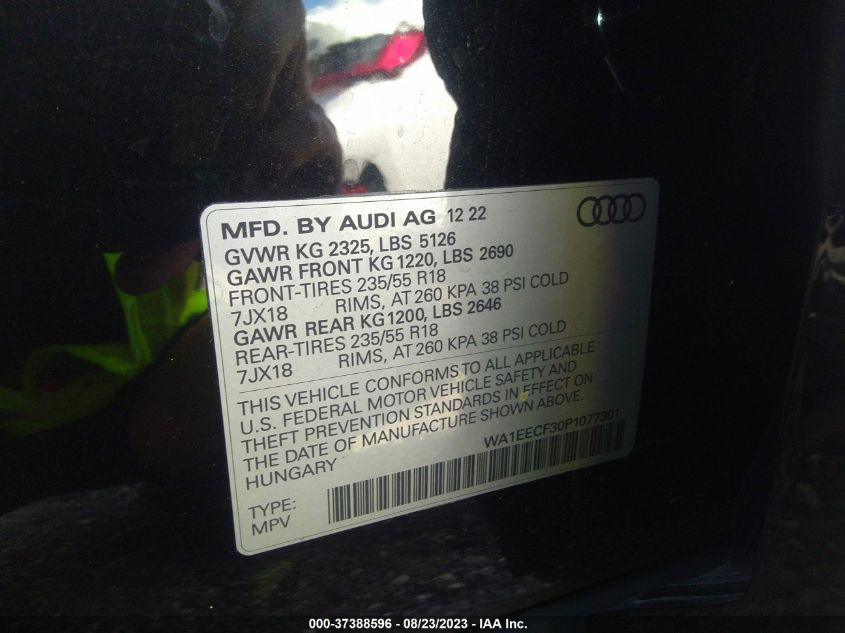 MFD. BY AUDI AG 12 22
GVWR KG 2325, LBS 5126
GAWR FRONT KG 1220, LBS 2690
FRONT-TIRES 235/55 R18
7JX18 RIMS, AT 260 KPA 38 PSI COLD
GAWR REAR KG1200, LBS 2646
REAR-TIRES 235/55 R18
7JX18 RIMS, AT 260 KPA 38 PSI COLD
THIS VEHICLE CONFORMS TO ALL APPLICABLE
U.S. FEDERAL MOTOR VEHICLE SAFETY AND
THEFT PREVENTION STANDARDS IN EFFECT ON
THE DATE OF MANUFACTURE SHOWN ABOVE.
HUNGARY
WA1EECF30P1077301
TYPE:
MPV
000-37388596 - 08/23/2023 - IAA Inc.